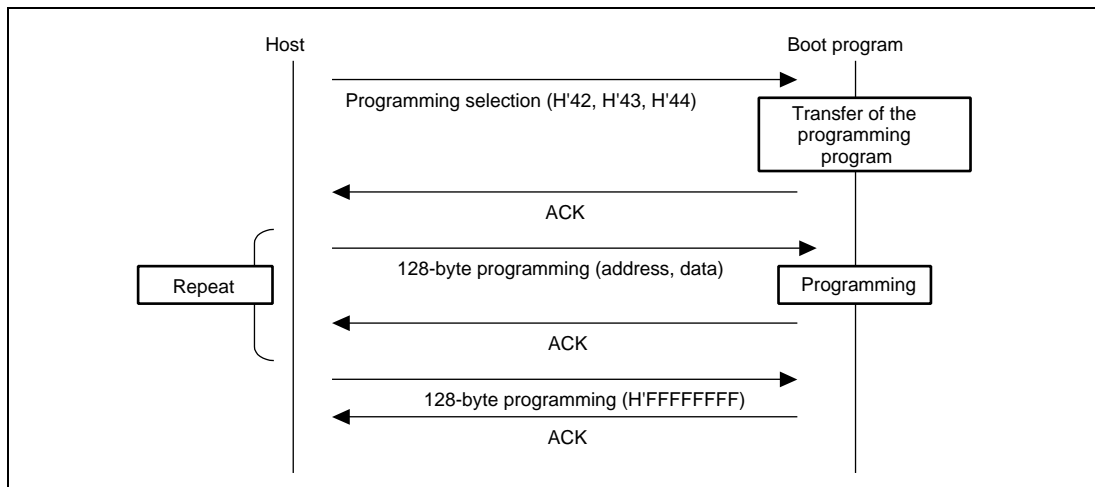 Host
Boot program
Programming selection (H'42, H'43, H'44)
Transfer of the
programming
program
ACK
128-byte programming (address, data)
Repeat
Programming
ACK
128-byte programming (H'FFFFFFFF)
ACK